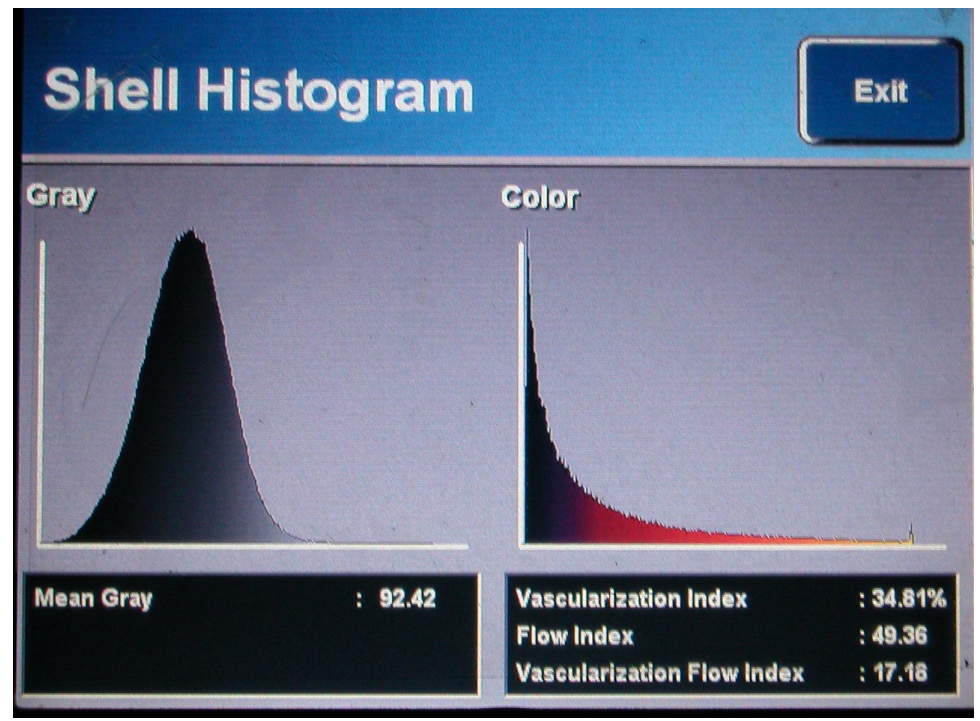 Shell Histogram
Exit
Gray
Color
Mean Gray : 92.42
Vascularization Index : 34.81%
Flow Index : 49.36
Vascularization Flow Index : 17.18